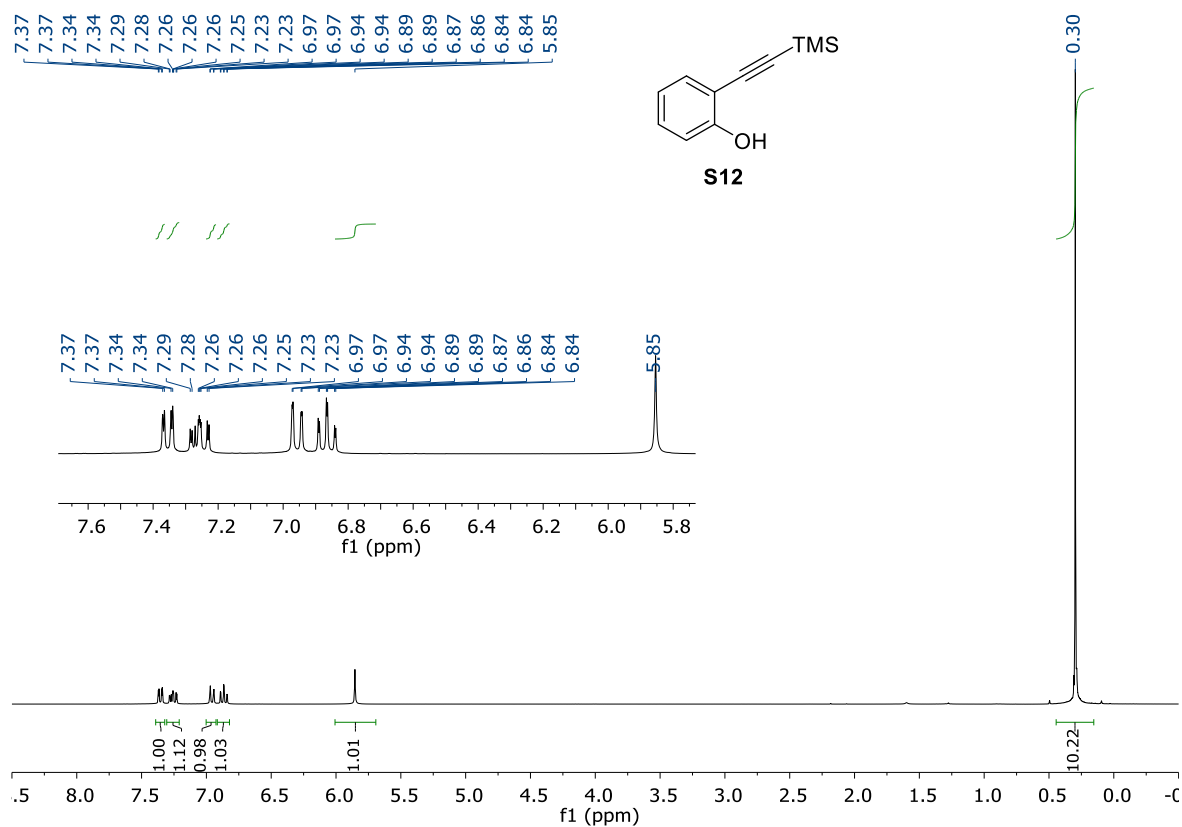 7.37 7.37 7.34 7.34 7.29 7.28 7.26 7.26 7.26 7.25 7.23 7.23 6.97 6.97 6.94 6.94 6.89 6.89 6.87 6.86 6.84 6.84 5.85
0.30
TMS
OH
S12
7.37 7.37 7.34 7.34 7.29 7.28 7.26 7.26 7.26 7.25 7.23 7.23 6.97 6.97 6.94 6.94 6.89 6.89 6.87 6.86 6.84 6.84
5.85
7.6 7.4 7.2 7.0 6.8 6.6 6.4 6.2 6.0 5.8
f1 (ppm)
1.00 1.12 0.98 1.03 1.01 10.22
.5 8.0 7.5 7.0 6.5 6.0 5.5 5.0 4.5 4.0 3.5 3.0 2.5 2.0 1.5 1.0 0.5 0.0 -0
f1 (ppm)